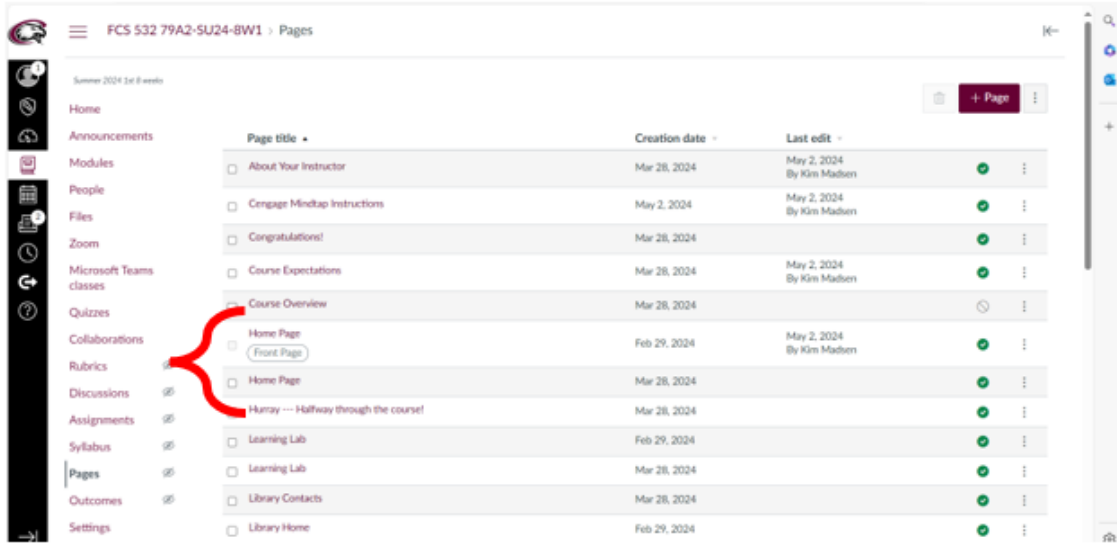 FCS 532 79A2-SU24-8W1 > Pages
1
2
Summer 2024 1st 8 weeks
Home
Announcements
Modules
People
Files
Zoom
Microsoft Teams
classes
Quizzes
Collaborations
Rubrics
Discussions
Assignments
Syllabus
Pages
Outcomes
Settings
+ Page
Page title Creation date Last edit
About Your Instructor Mar 28, 2024 May 2, 2024
By Kim Madsen
Cengage Mindtap Instructions May 2, 2024 May 2, 2024
By Kim Madsen
Congratulations! Mar 28, 2024
Course Expectations Mar 28, 2024 May 2, 2024
By Kim Madsen
Course Overview Mar 28, 2024
Home Page Feb 29, 2024 May 2, 2024
Front Page By Kim Madsen
Home Page Mar 28, 2024
Hurray --- Halfway through the course! Mar 28, 2024
Learning Lab Feb 29, 2024
Learning Lab Mar 28, 2024
Library Contacts Mar 28, 2024
Library Home Feb 29, 2024